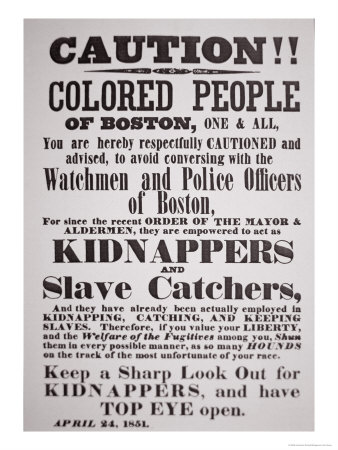 CAUTION!!
COLORED PEOPLE
OF BOSTON, ONE & ALL,
You are hereby respectfully CAUTIONED and
advised, to avoid conversing with the
Watchmen and Police Officers
of Boston,
For since the recent ORDER OF THE MAYOR &
ALDERMEN, they are empowered to act as
KIDNAPPERS
AND
Slave Catchers,
And they have already been actually employed in
KIDNAPPING, CATCHING, AND KEEPING
SLAVES. Therefore, if you value your LIBERTY,
and the Welfare of the Fugitives among you, Shun
them in every possible manner, as so many HOUNDS
on the track of the most unfortunate of your race.
Keep a Sharp Look Out for
KIDNAPPERS, and have
TOP EYE open.
APRIL 24, 1851.